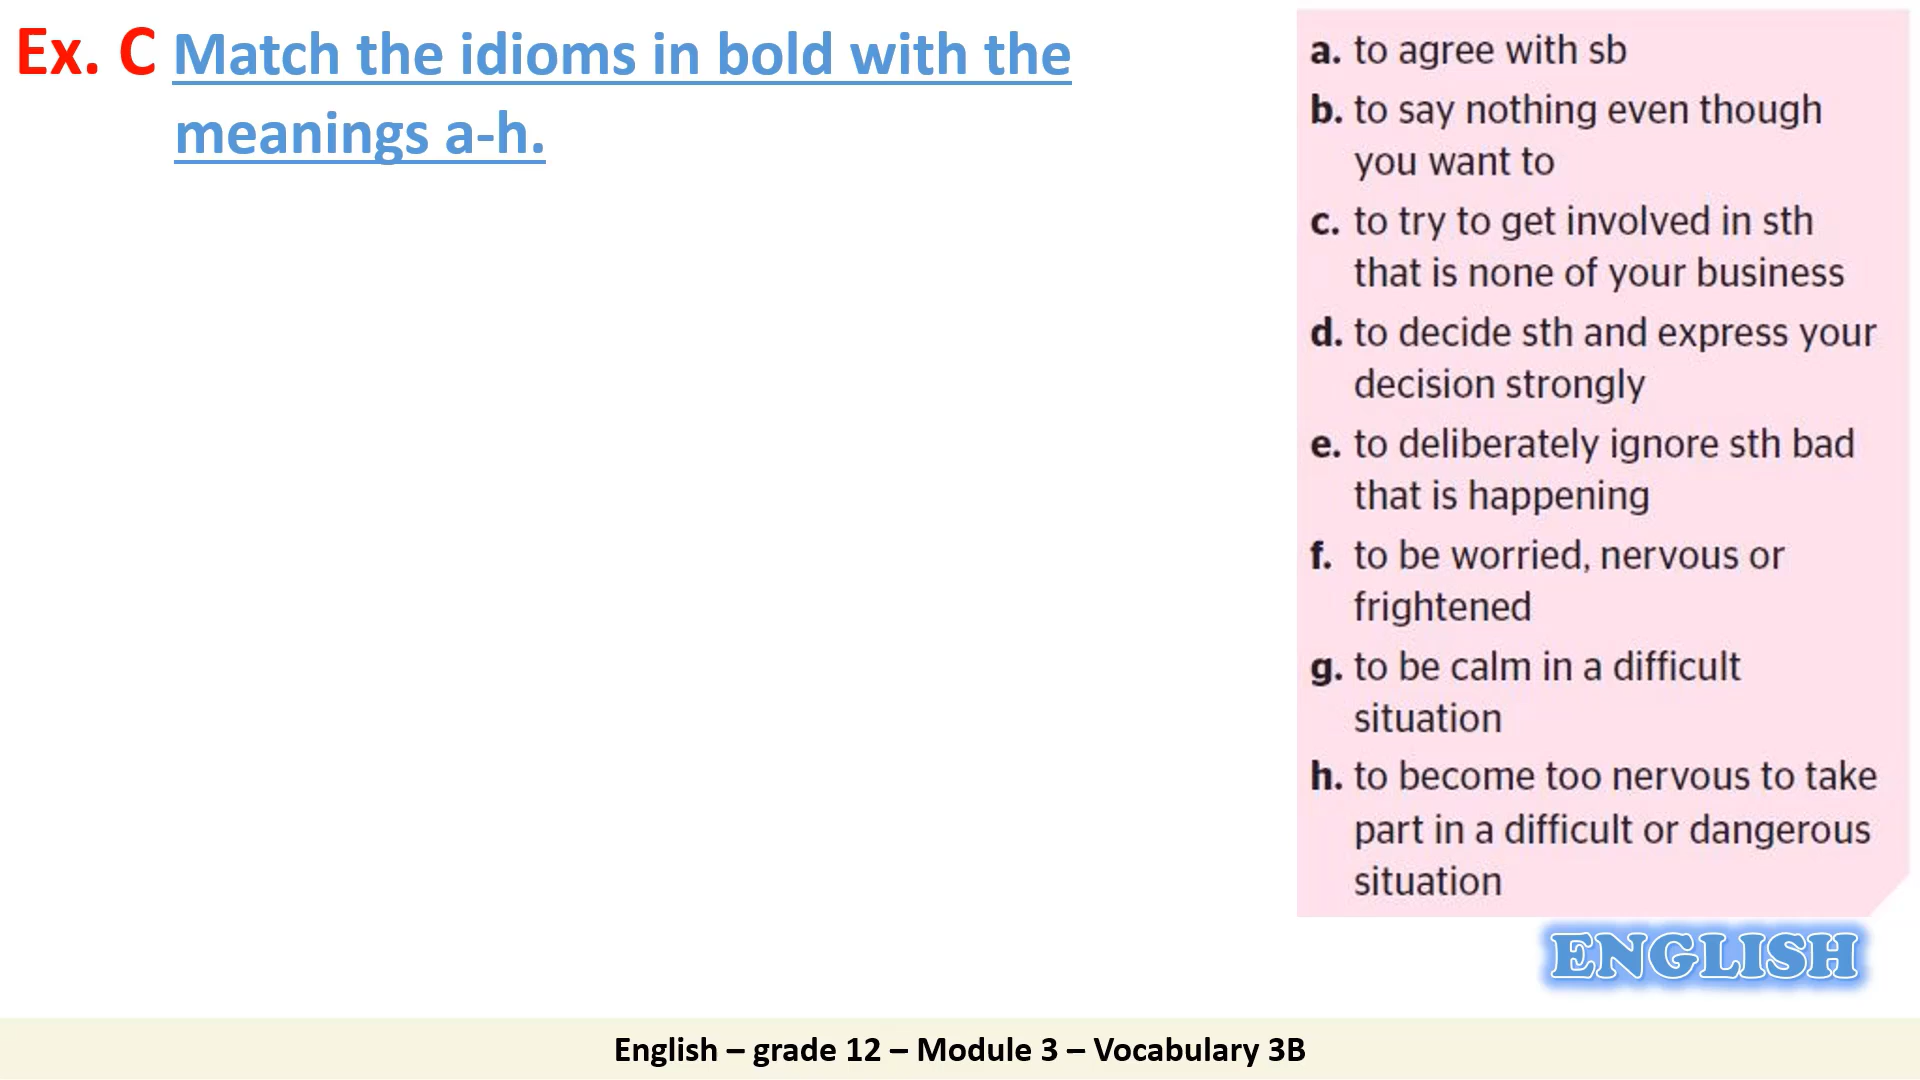 Ex. C Match the idioms in bold with the
meanings a-h.
a. to agree with sb
b. to say nothing even though
you want to
c. to try to get involved in sth
that is none of your business
d. to decide sth and express your
decision strongly
e. to deliberately ignore sth bad
that is happening
f. to be worried, nervous or
frightened
g. to be calm in a difficult
situation
h. to become too nervous to take
part in a difficult or dangerous
situation
ENGLISH
English – grade 12 – Module 3 – Vocabulary 3B